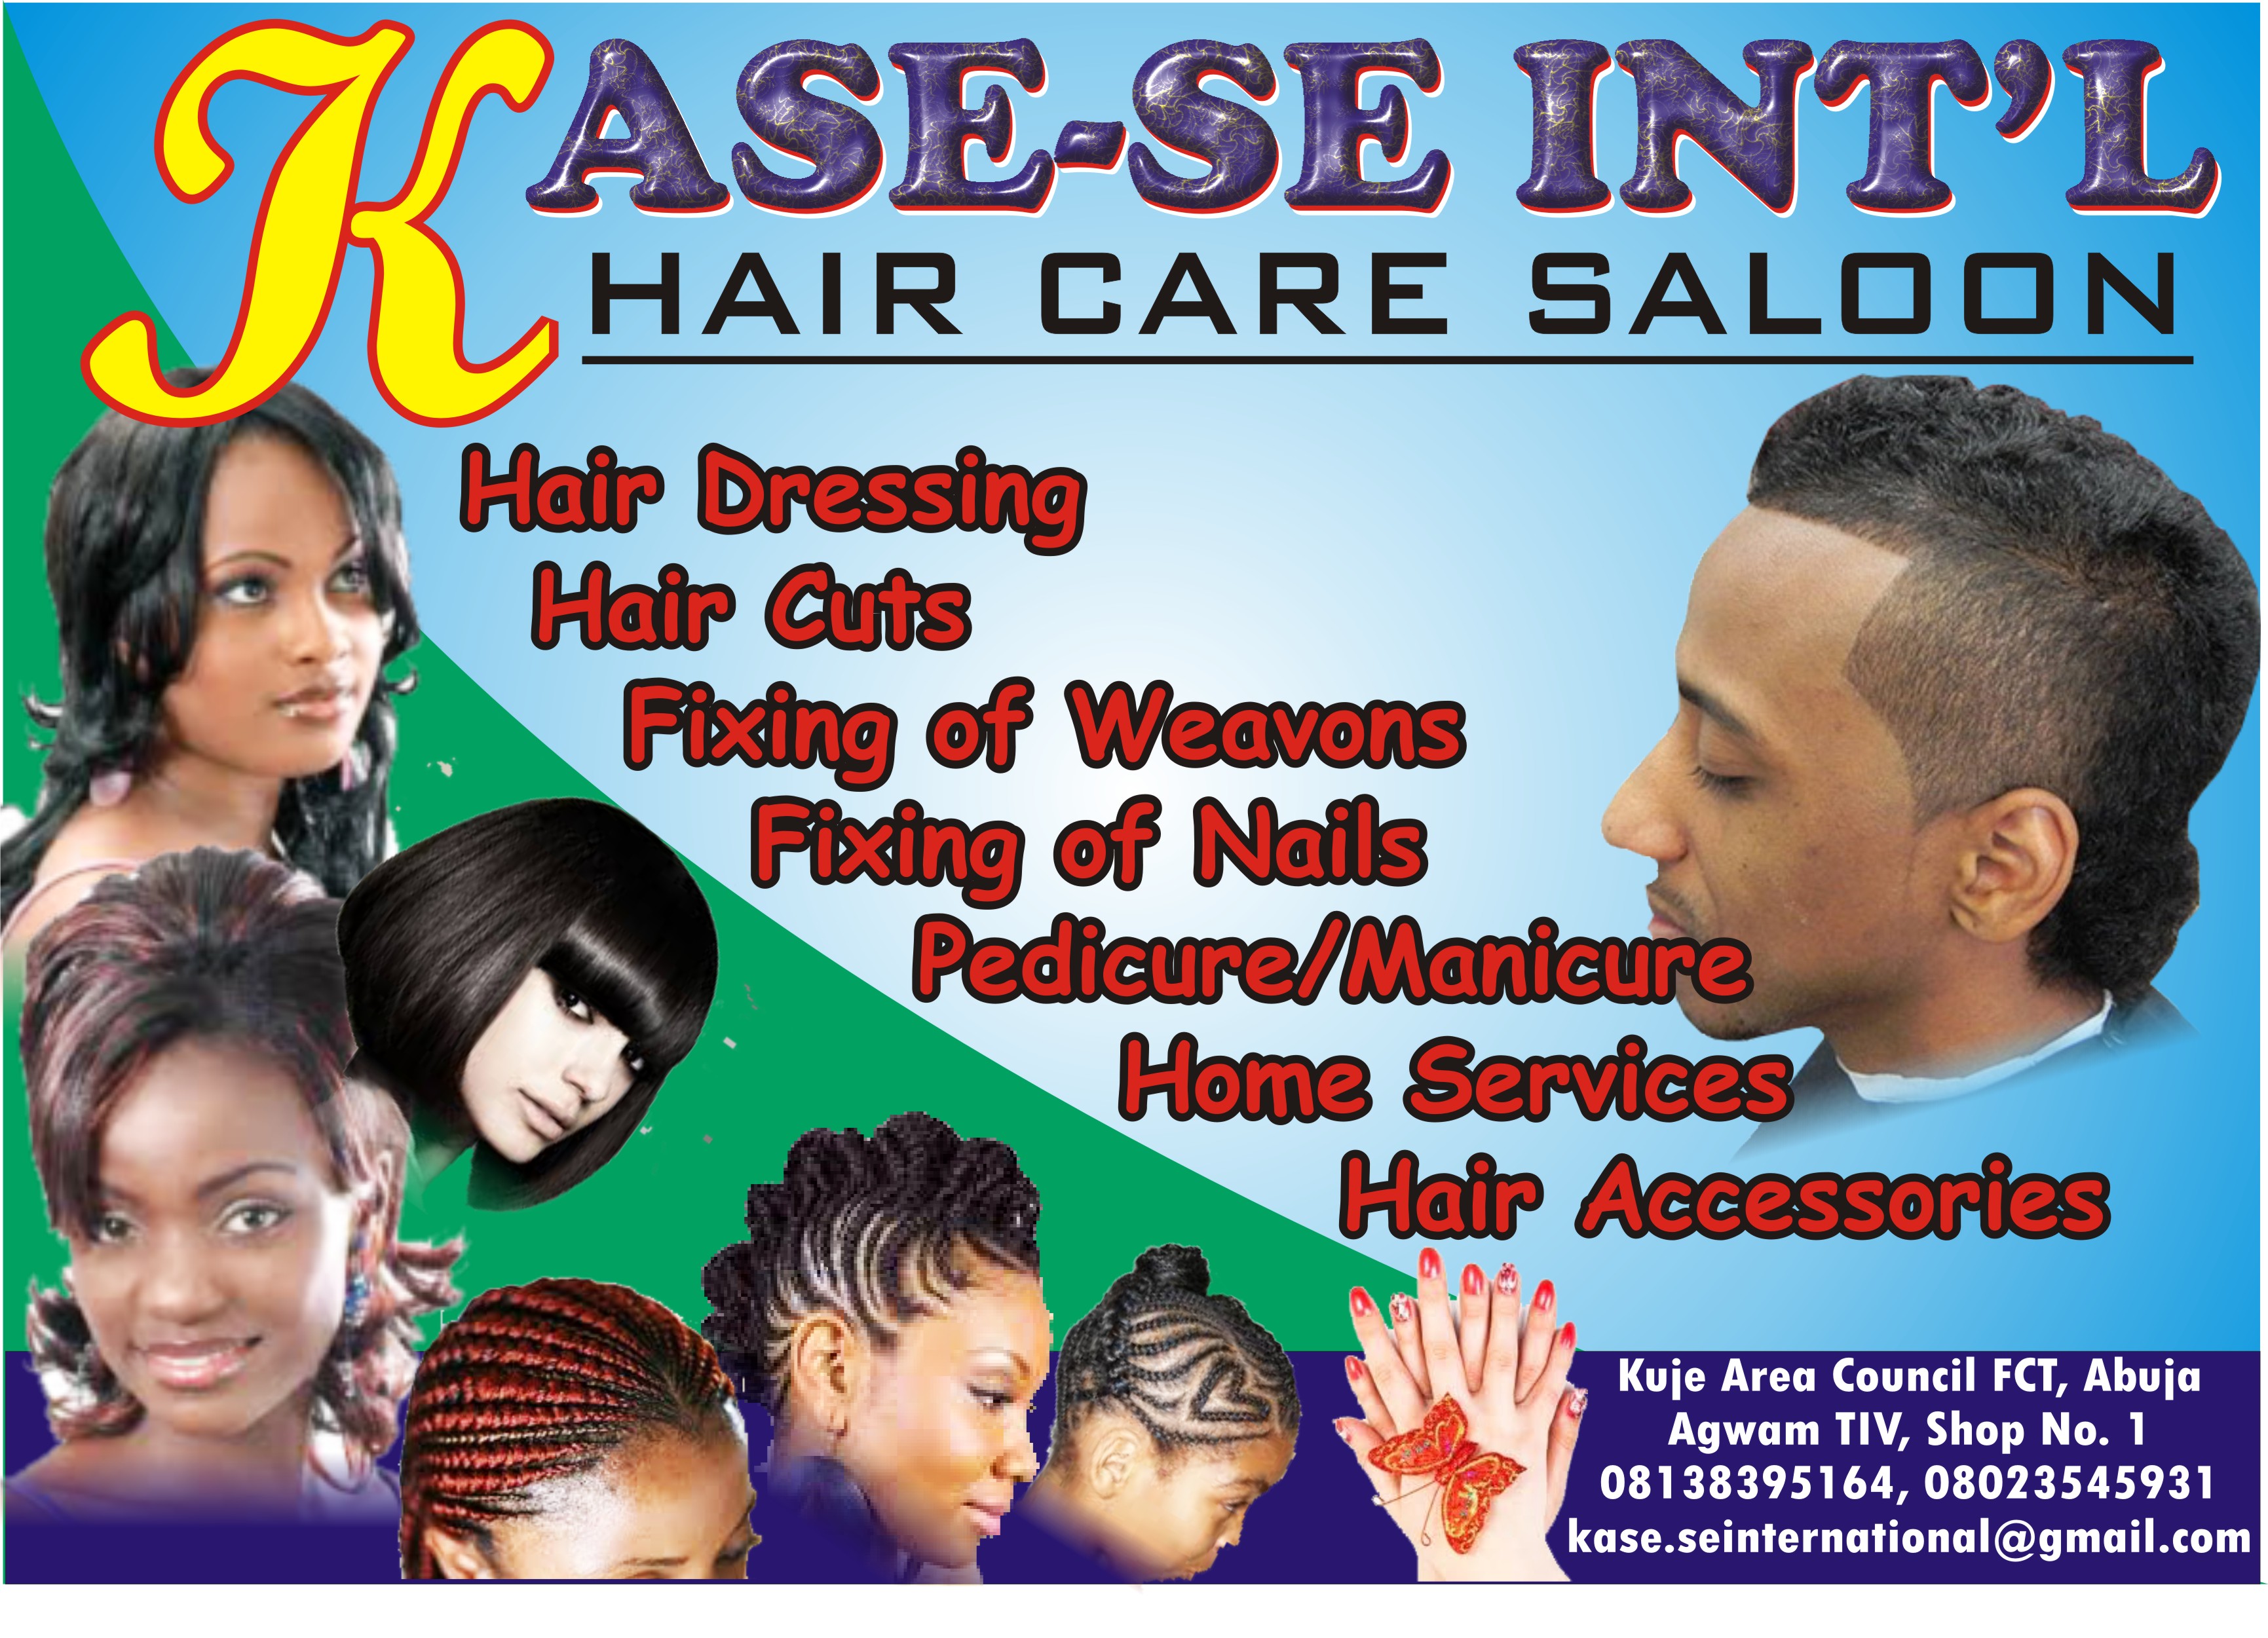 KASE-SE INT'L
HAIR CARE SALOON
Hair Dressing
Hair Cuts
Fixing of Weavons
Fixing of Nails
Pedicure/Manicure
Home Services
Hair Accessories
Kuje Area Council FCT, Abuja
Agwam TIV, Shop No. 1
08138395164, 08023545931
kase.seinternational@gmail.com